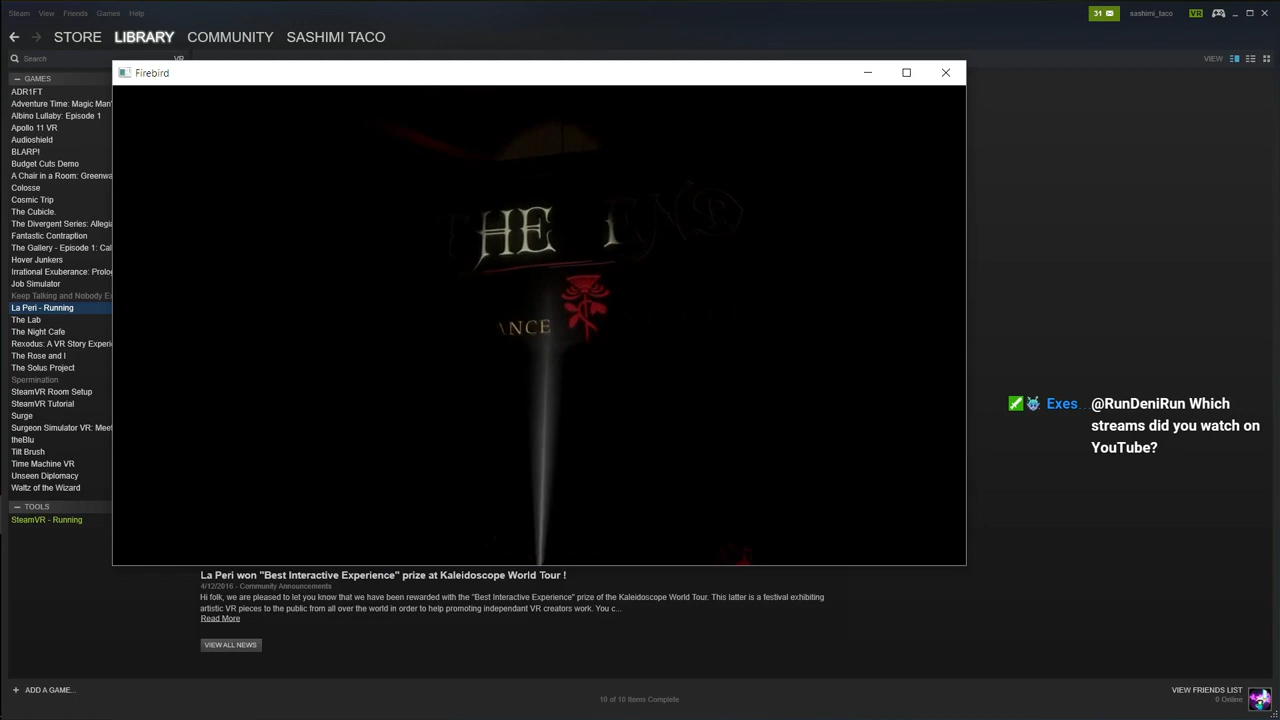 Steam View Friends Games Help
31
sashimi_taco
VR
STORE LIBRARY COMMUNITY SASHIMI TACO
Search
VR
VIEW
GAMES
ADR1FT
Adventure Time: Magic Man'
Albino Lullaby: Episode 1
Apollo 11 VR
Audioshield
BLARP!
Budget Cuts Demo
A Chair in a Room: Greenwa
Colosse
Cosmic Trip
The Cubicle.
The Divergent Series: Allegia
Fantastic Contraption
The Gallery - Episode 1: Cal
Hover Junkers
Irrational Exuberance: Prolog
Job Simulator
Keep Talking and Nobody Ex
La Peri - Running
The Lab
The Night Cafe
Rexodus: A VR Story Experi
The Rose and I
The Solus Project
Spermination
SteamVR Room Setup
SteamVR Tutorial
Surge
Surgeon Simulator VR: Meet
theBlu
Tilt Brush
Time Machine VR
Unseen Diplomacy
Waltz of the Wizard
TOOLS
SteamVR - Running
Firebird
THE END
ANCE
Exes... @RunDeniRun Which
streams did you watch on
YouTube?
La Peri won "Best Interactive Experience" prize at Kaleidoscope World Tour !
4/12/2016 - Community Announcements
Hi folk, we are pleased to let you know that we have been rewarded with the "Best Interactive Experience" prize of the Kaleidoscope World Tour. This latter is a festival exhibiting
artistic VR pieces to the public from all over the world in order to help promoting independant VR creators work. You c...
Read More
VIEW ALL NEWS
+ ADD A GAME...
10 of 10 Items Complete
VIEW FRIENDS LIST
0 Online